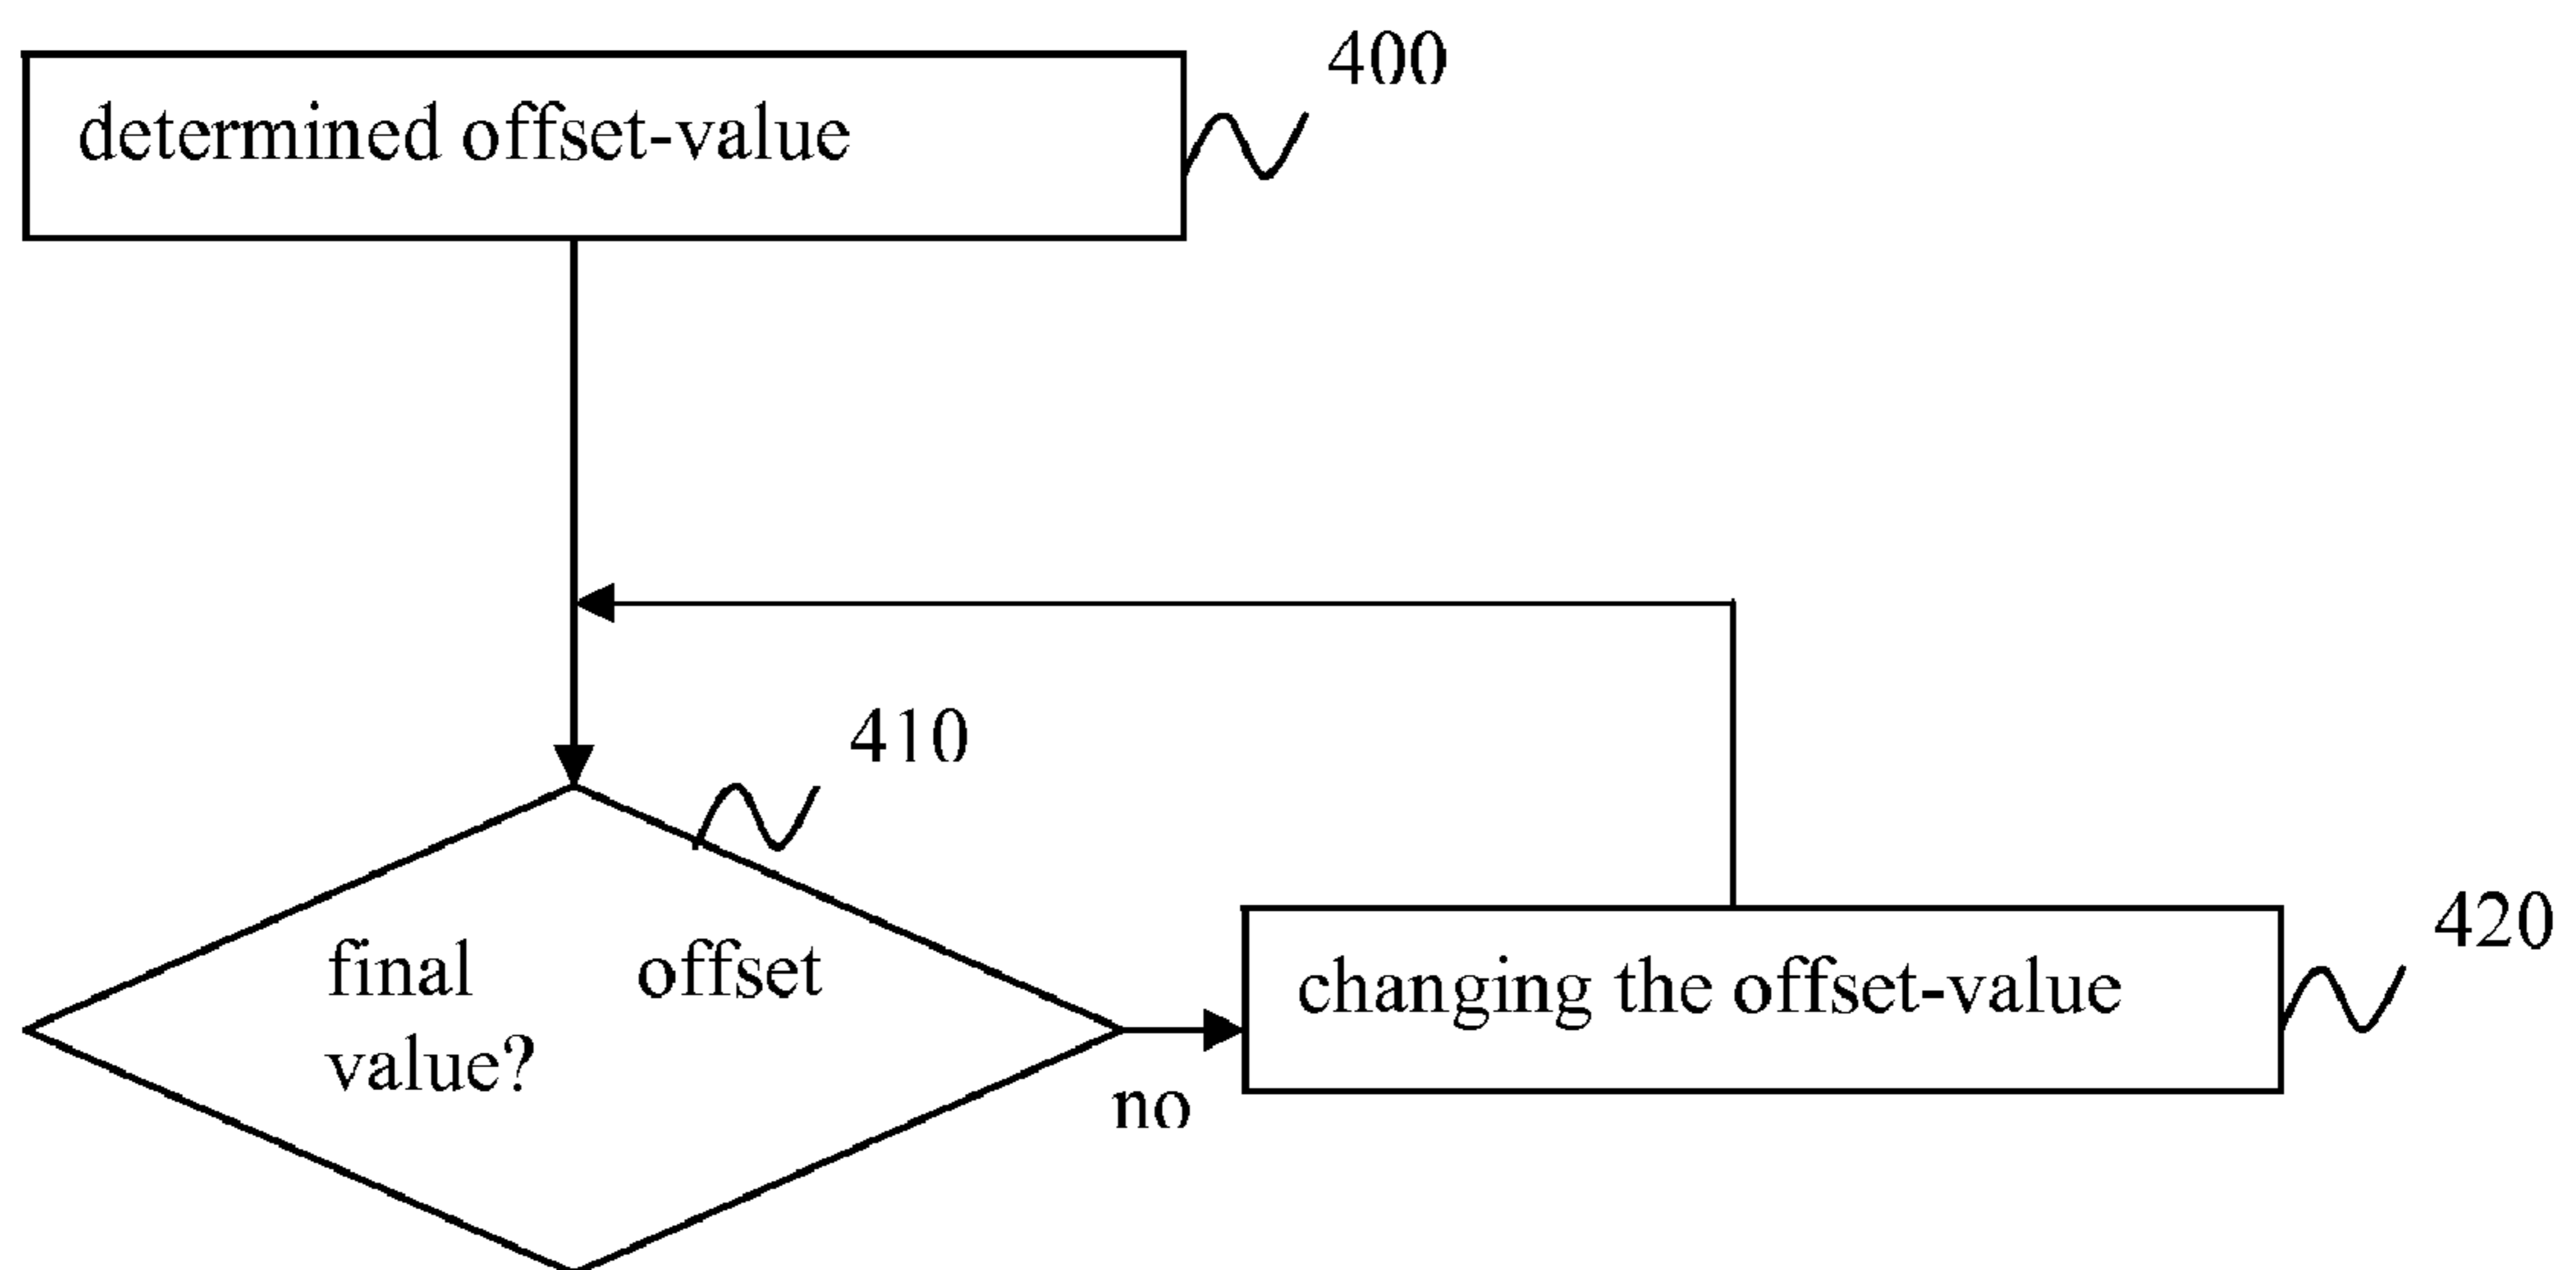 400
determined offset-value
410
final offset
value?
no
420
changing the offset-value